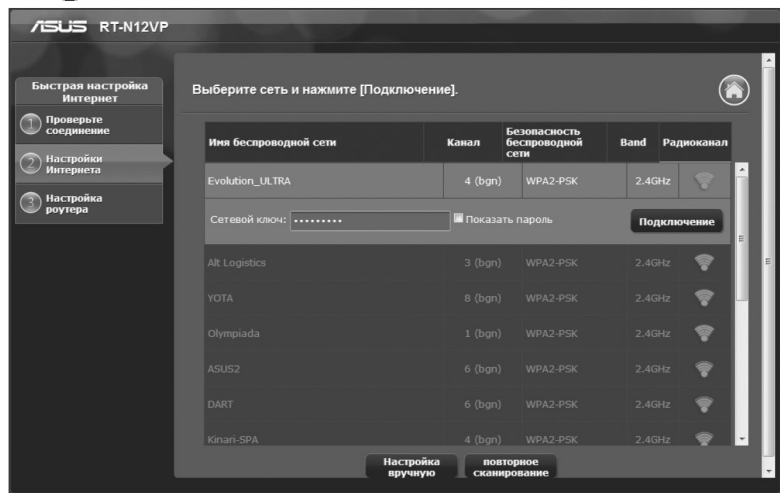 ASUS RT-N12VP
Быстрая настройка
Интернет
1 Проверьте
соединение
2 Настройки
Интернета
3 Настройка
роутера
Выберите сеть и нажмите [Подключение].
Имя беспроводной сети Канал Безопасность беспроводной сети Band Радиоканал
Evolution_ULTRA 4 (bgn) WPA2-PSK 2.4GHz
Сетевой ключ: ••••••••• Показать пароль Подключение
Alt Logistics 3 (bgn) WPA2-PSK 2.4GHz
YOTA 8 (bgn) WPA2-PSK 2.4GHz
Olympiada 1 (bgn) WPA2-PSK 2.4GHz
ASUS2 6 (bgn) WPA2-PSK 2.4GHz
DART 6 (bgn) WPA2-PSK 2.4GHz
Kinari-SPA 4 (bgn) WPA2-PSK 2.4GHz
Настройка
вручную
повторное
сканирование